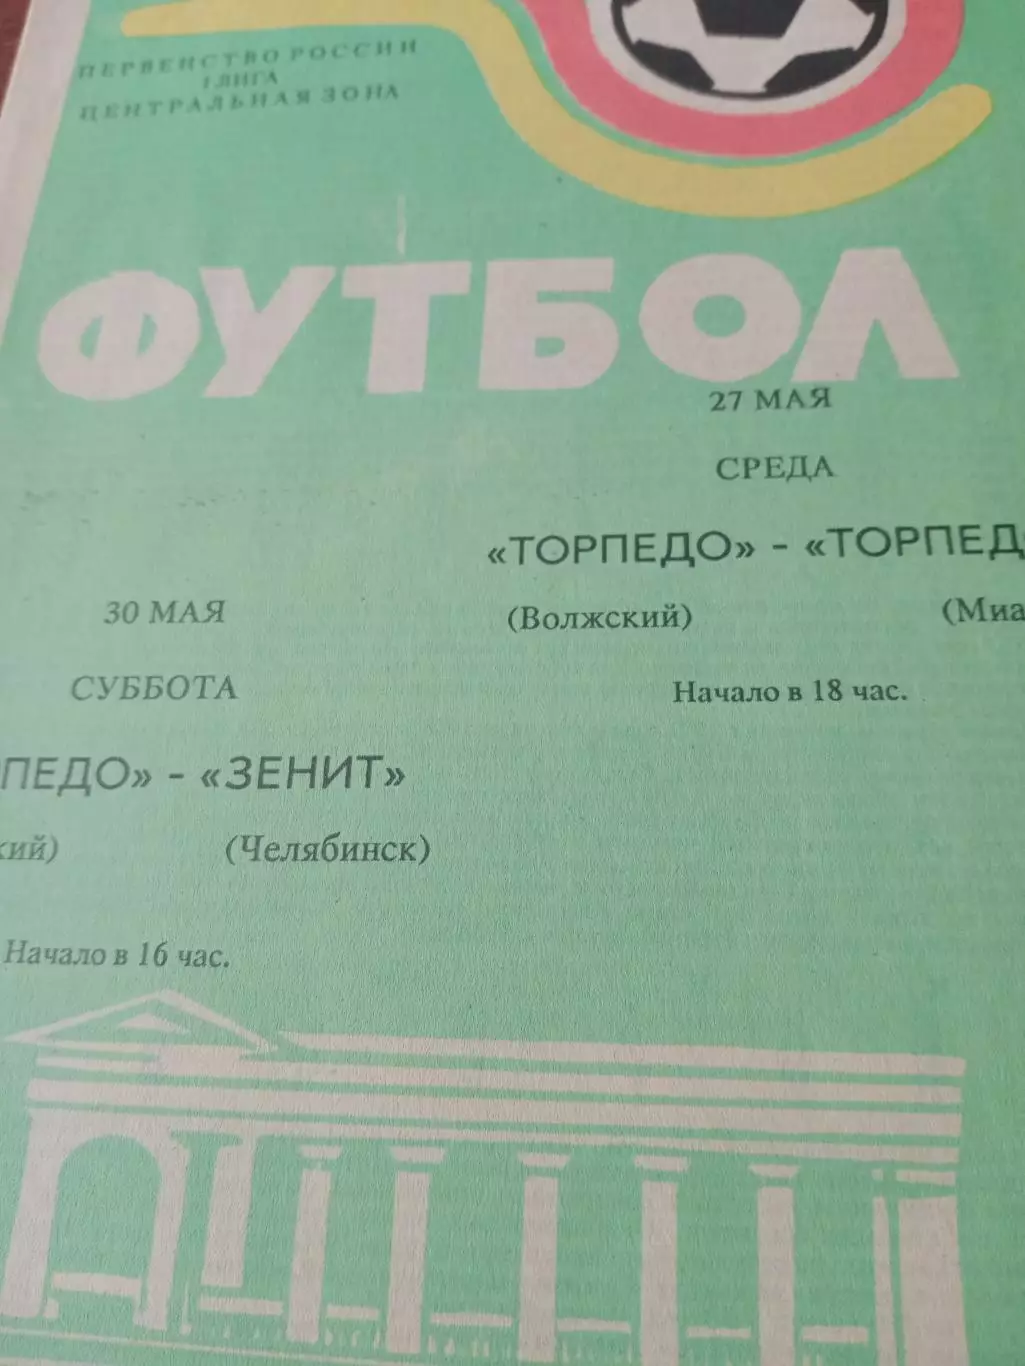 ПЕРВЕНСТВО РОССИИ
I ЛИГА
ЦЕНТРАЛЬНАЯ ЗОНА
ФУТБОЛ
27 МАЯ
СРЕДА
«ТОРПЕДО» - «ТОРПЕД
(Волжский) (Миа
Начало в 18 час.
30 МАЯ
СУББОТА
ПЕДО» - «ЗЕНИТ»
кий) (Челябинск)
Начало в 16 час.